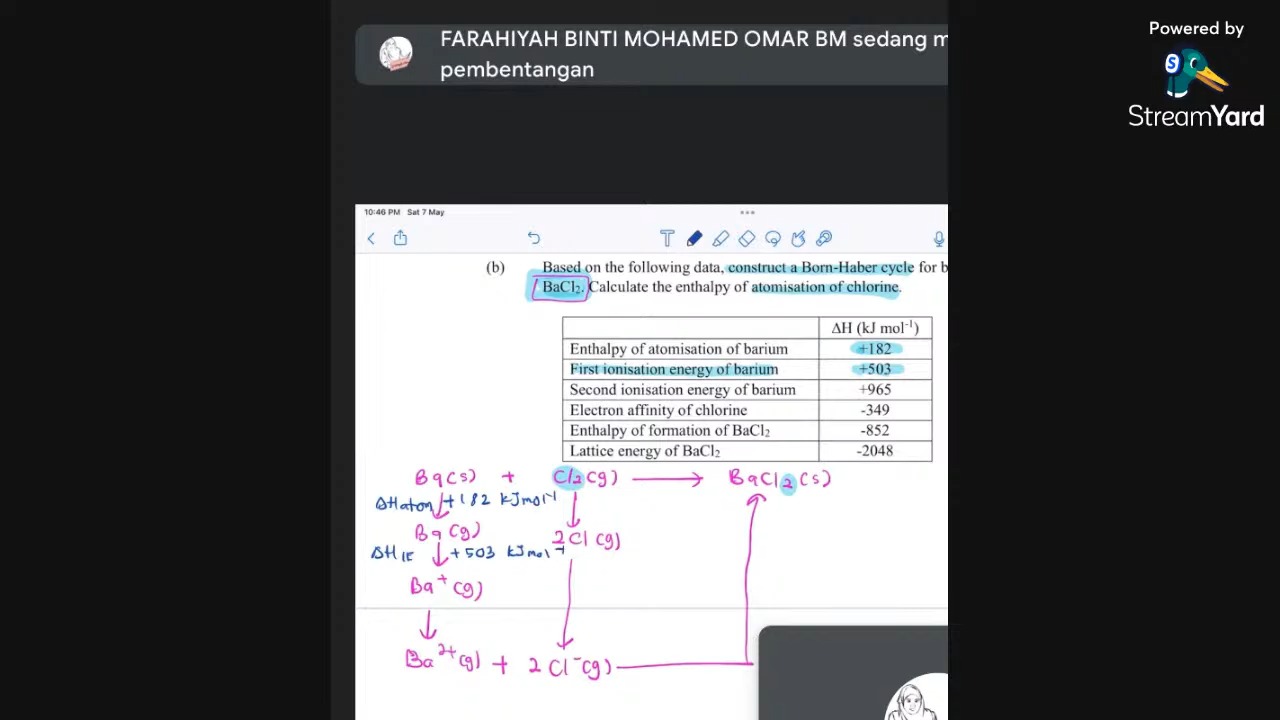 Powered by
StreamYard
FARAHIYAH BINTI MOHAMED OMAR BM sedang m
pembentangan
10:46 PM Sat 7 May
(b) Based on the following data, construct a Born-Haber cycle for b
BaCl₂. Calculate the enthalpy of atomisation of chlorine.
ΔH (kJ mol⁻¹)
Enthalpy of atomisation of barium +182
First ionisation energy of barium +503
Second ionisation energy of barium +965
Electron affinity of chlorine -349
Enthalpy of formation of BaCl₂ -852
Lattice energy of BaCl₂ -2048
Ba(s) + Cl₂(g) → BaCl₂(s)
ΔHatom ↓ +182 kJmol⁻¹ ↓
Ba(g) 2Cl(g)
ΔH IE ↓ +503 kJmol⁻¹
Ba⁺(g)
↓
Ba²⁺(g) + 2Cl⁻(g)